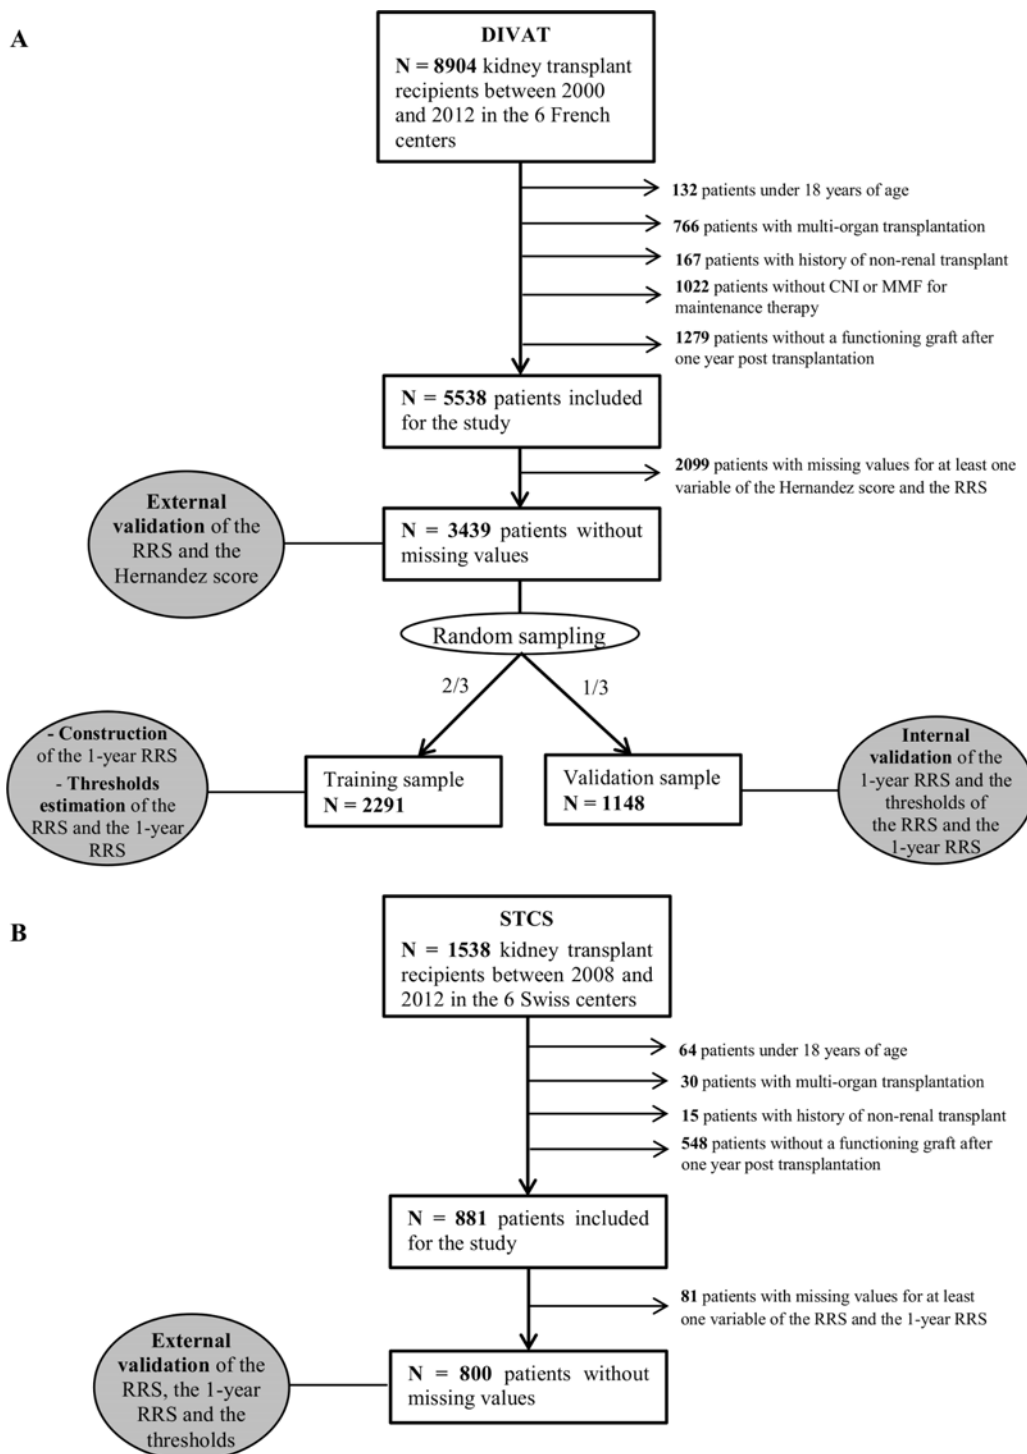 A
DIVAT
N = 8904 kidney transplant
recipients between 2000
and 2012 in the 6 French
centers
132 patients under 18 years of age
766 patients with multi-organ transplantation
167 patients with history of non-renal transplant
1022 patients without CNI or MMF for
maintenance therapy
1279 patients without a functioning graft after
one year post transplantation
N = 5538 patients included
for the study
2099 patients with missing values for at least one
variable of the Hernandez score and the RRS
External
validation of the
RRS and the
Hernandez score
N = 3439 patients without
missing values
Random sampling
2/3
1/3
- Construction
of the 1-year RRS
- Thresholds
estimation of the
RRS and the 1-year
RRS
Training sample
N = 2291
Validation sample
N = 1148
Internal
validation of the
1-year RRS and the
thresholds of
the RRS and the
1-year RRS
B
STCS
N = 1538 kidney transplant
recipients between 2008 and
2012 in the 6 Swiss centers
64 patients under 18 years of age
30 patients with multi-organ transplantation
15 patients with history of non-renal transplant
548 patients without a functioning graft after
one year post transplantation
N = 881 patients included
for the study
81 patients with missing values for at least
one variable of the RRS and the 1-year RRS
External
validation of the
RRS, the 1-year
RRS and the
thresholds
N = 800 patients without
missing values